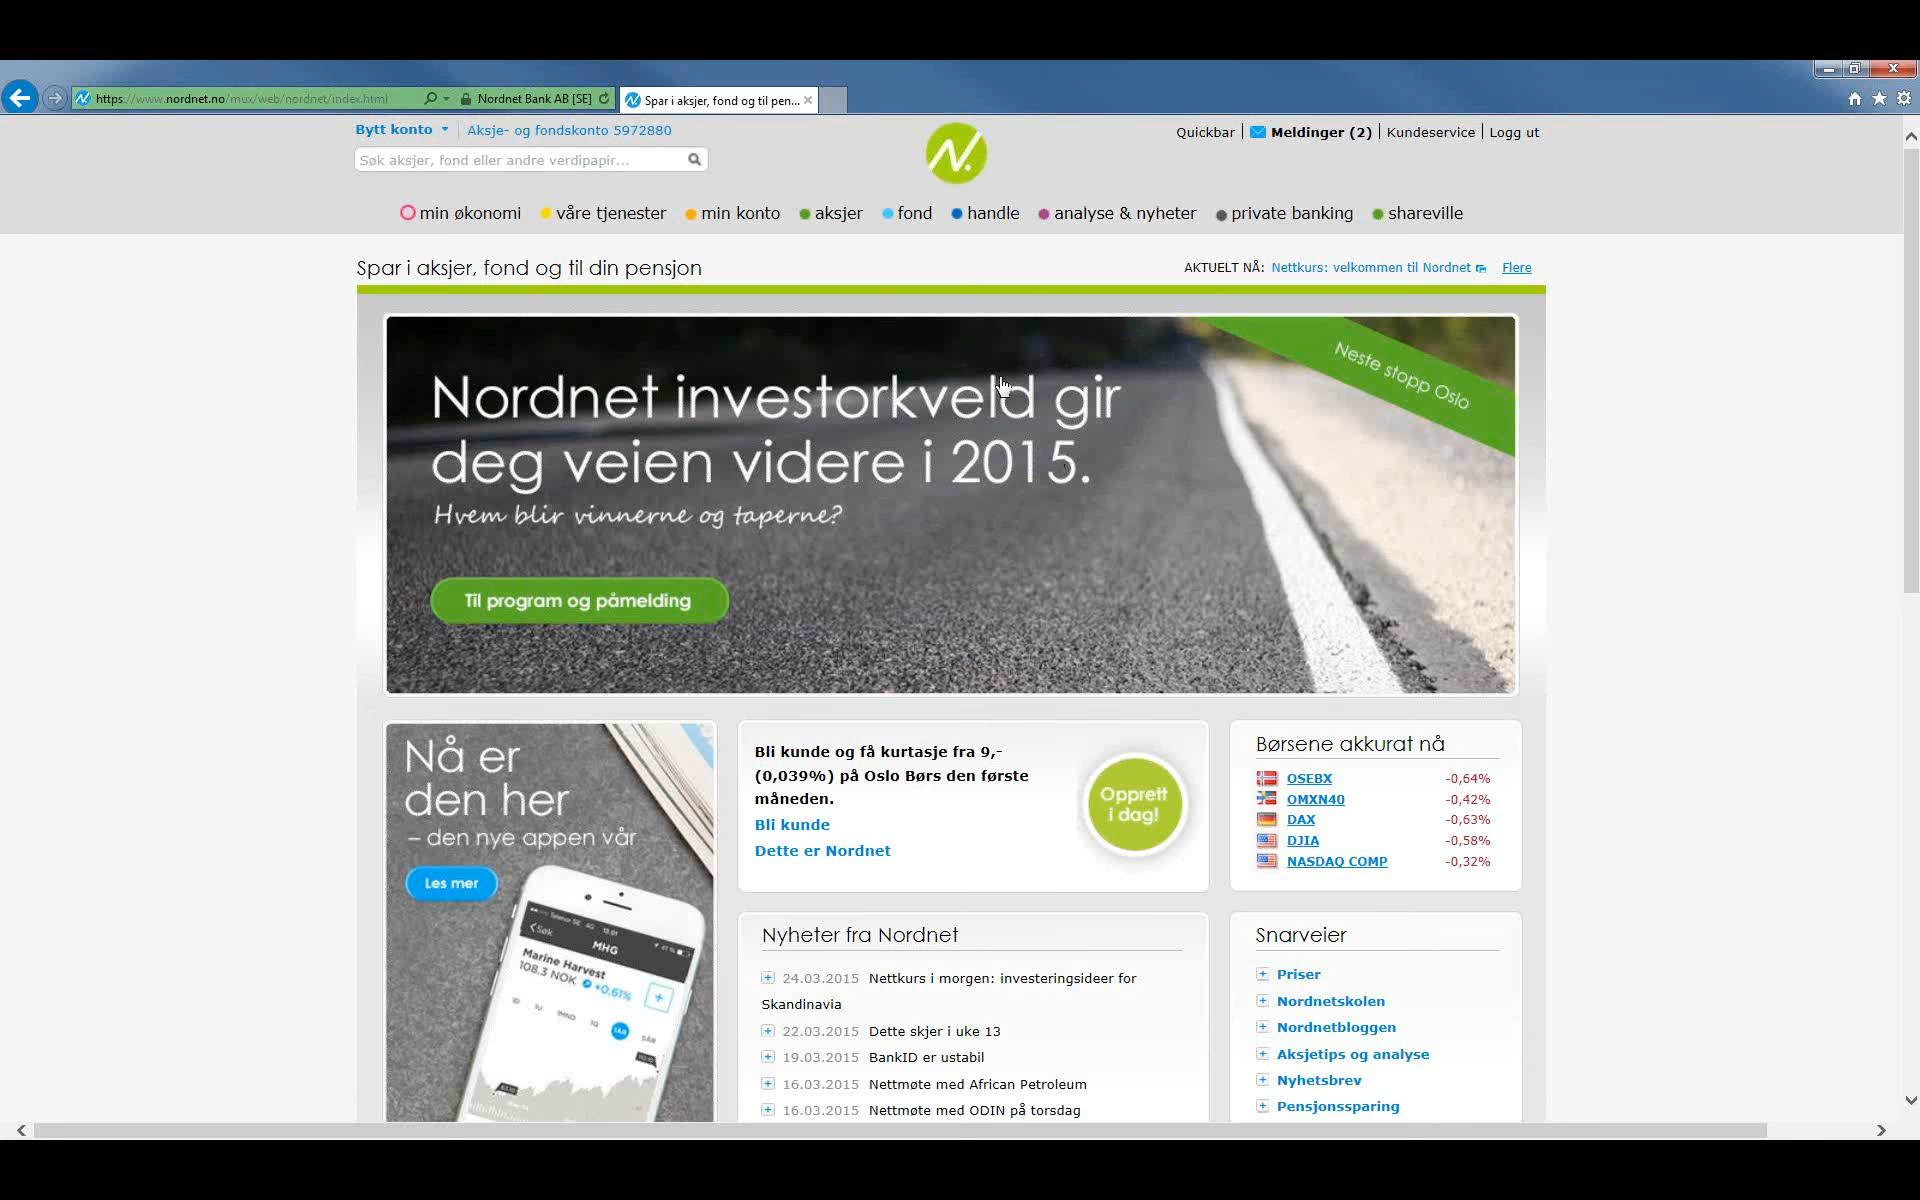 https://www.nordnet.no/mux/web/nordnet/index.html
Nordnet Bank AB [SE]
Spar i aksjer, fond og til pen...
Bytt konto
Aksje- og fondskonto 5972880
Quickbar
Meldinger (2)
Kundeservice
Logg ut
Søk aksjer, fond eller andre verdipapir...
N.
min økonomi
våre tjenester
min konto
aksjer
fond
handle
analyse & nyheter
private banking
shareville
Spar i aksjer, fond og til din pensjon
AKTUELT NÅ: Nettkurs: velkommen til Nordnet
Flere
Neste stopp Oslo
Nordnet investorkveld gir
deg veien videre i 2015.
Hvem blir vinnerne og taperne?
Til program og påmelding
Nå er
den her
– den nye appen vår
Les mer
Søk
MHG
Marine Harvest
108.3 NOK +0.61%
Bli kunde og få kurtasje fra 9,-
(0,039%) på Oslo Børs den første
måneden.
Bli kunde
Dette er Nordnet
Opprett
i dag!
Børsene akkurat nå
OSEBX -0,64%
OMXN40 -0,42%
DAX -0,63%
DJIA -0,58%
NASDAQ COMP -0,32%
Nyheter fra Nordnet
24.03.2015 Nettkurs i morgen: investeringsideer for
Skandinavia
22.03.2015 Dette skjer i uke 13
19.03.2015 BankID er ustabil
16.03.2015 Nettmøte med African Petroleum
16.03.2015 Nettmøte med ODIN på torsdag
Snarveier
Priser
Nordnetskolen
Nordnetbloggen
Aksjetips og analyse
Nyhetsbrev
Pensjonssparing